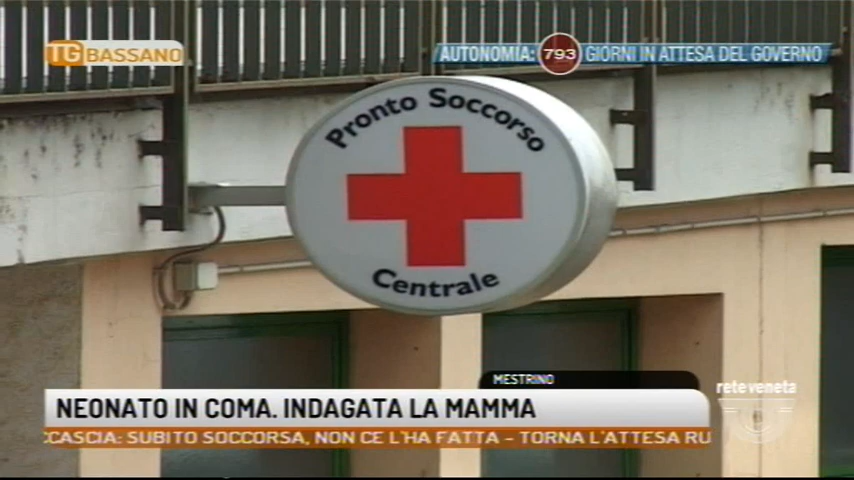 TG BASSANO
AUTONOMIA: 793 GIORNI IN ATTESA DEL GOVERNO
Pronto Soccorso
Centrale
MESTRINO
NEONATO IN COMA. INDAGATA LA MAMMA
reteveneta
CCASCIA: SUBITO SOCCORSA, NON CE L'HA FATTA - TORNA L'ATTESA RU